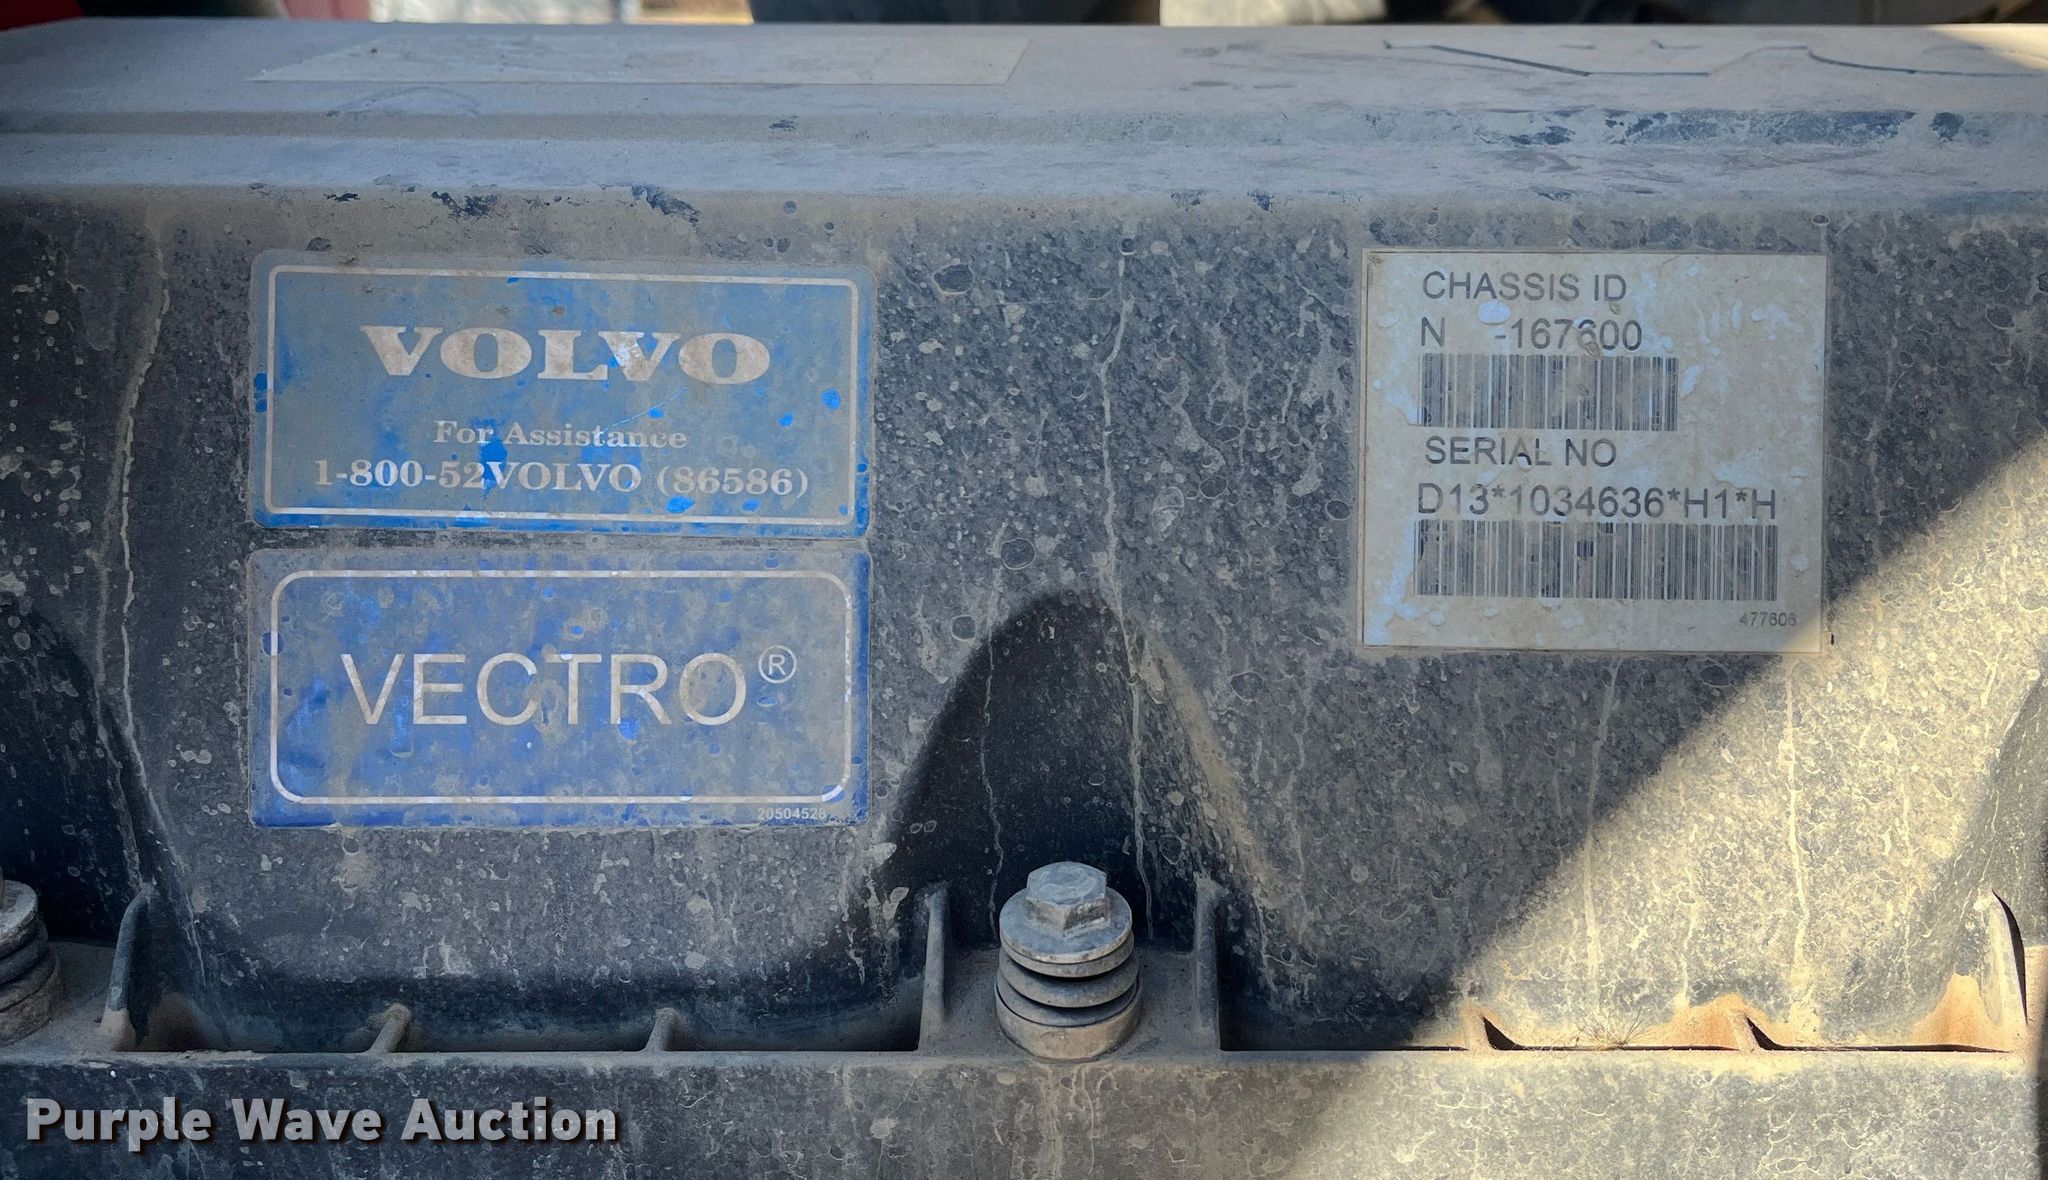 VOLVO
For Assistance
1-800-52VOLVO (86586)
VECTRO®
20504528
CHASSIS ID
N -167600
SERIAL NO
D13*1034636*H1*H
477606
Purple Wave Auction